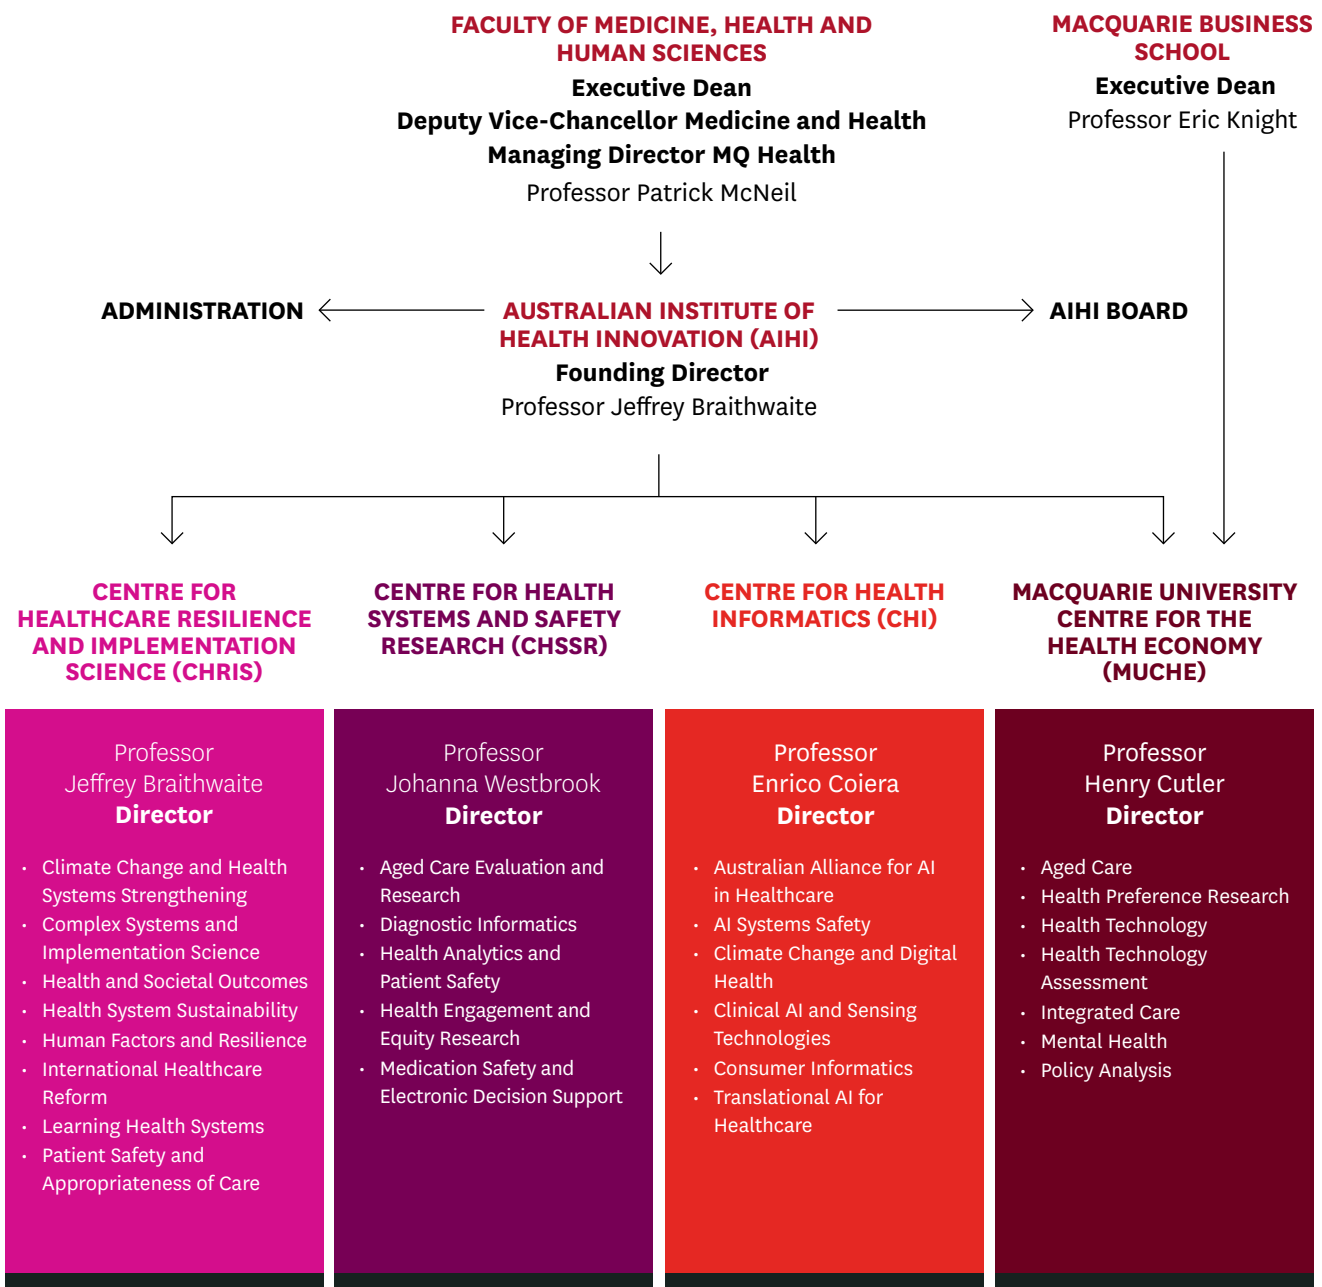 FACULTY OF MEDICINE, HEALTH AND
HUMAN SCIENCES
Executive Dean
Deputy Vice-Chancellor Medicine and Health
Managing Director MQ Health
Professor Patrick McNeil
MACQUARIE BUSINESS
SCHOOL
Executive Dean
Professor Eric Knight
ADMINISTRATION
AUSTRALIAN INSTITUTE OF
HEALTH INNOVATION (AIHI)
Founding Director
Professor Jeffrey Braithwaite
AIHI BOARD
CENTRE FOR
HEALTHCARE RESILIENCE
AND IMPLEMENTATION
SCIENCE (CHRIS)
Professor
Jeffrey Braithwaite
Director
• Climate Change and Health
Systems Strengthening
• Complex Systems and
Implementation Science
• Health and Societal Outcomes
• Health System Sustainability
• Human Factors and Resilience
• International Healthcare
Reform
• Learning Health Systems
• Patient Safety and
Appropriateness of Care
CENTRE FOR HEALTH
SYSTEMS AND SAFETY
RESEARCH (CHSSR)
Professor
Johanna Westbrook
Director
• Aged Care Evaluation and
Research
• Diagnostic Informatics
• Health Analytics and
Patient Safety
• Health Engagement and
Equity Research
• Medication Safety and
Electronic Decision Support
CENTRE FOR HEALTH
INFORMATICS (CHI)
Professor
Enrico Coiera
Director
• Australian Alliance for AI
in Healthcare
• AI Systems Safety
• Climate Change and Digital
Health
• Clinical AI and Sensing
Technologies
• Consumer Informatics
• Translational AI for
Healthcare
MACQUARIE UNIVERSITY
CENTRE FOR THE
HEALTH ECONOMY
(MUCHE)
Professor
Henry Cutler
Director
• Aged Care
• Health Preference Research
• Health Technology
• Health Technology
Assessment
• Integrated Care
• Mental Health
• Policy Analysis